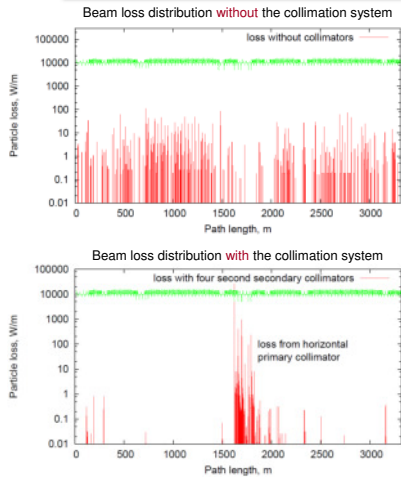 Beam loss distribution without the collimation system
100000
loss without collimators
10000
1000
100
10
1
0.1
0.01
Particle loss, W/m
0 500 1000 1500 2000 2500 3000
Path length, m
Beam loss distribution with the collimation system
100000
loss with four second secondary collimators
10000
1000
100
10
1
0.1
0.01
Particle loss, W/m
loss from horizontal
primary collimator
0 500 1000 1500 2000 2500 3000
Path length, m